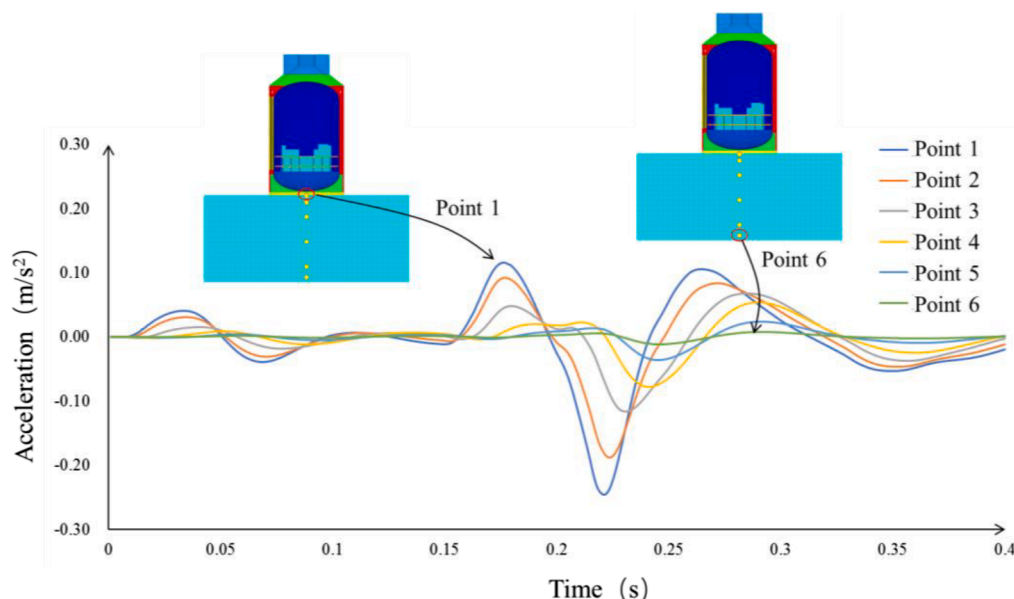 Point 1
Point 6
Point 1
Point 2
Point 3
Point 4
Point 5
Point 6
Acceleration（m/s²）
0.30
0.20
0.10
0.00
-0.10
-0.20
-0.30
0 0.05 0.1 0.15 0.2 0.25 0.3 0.35 0.4
Time（s）